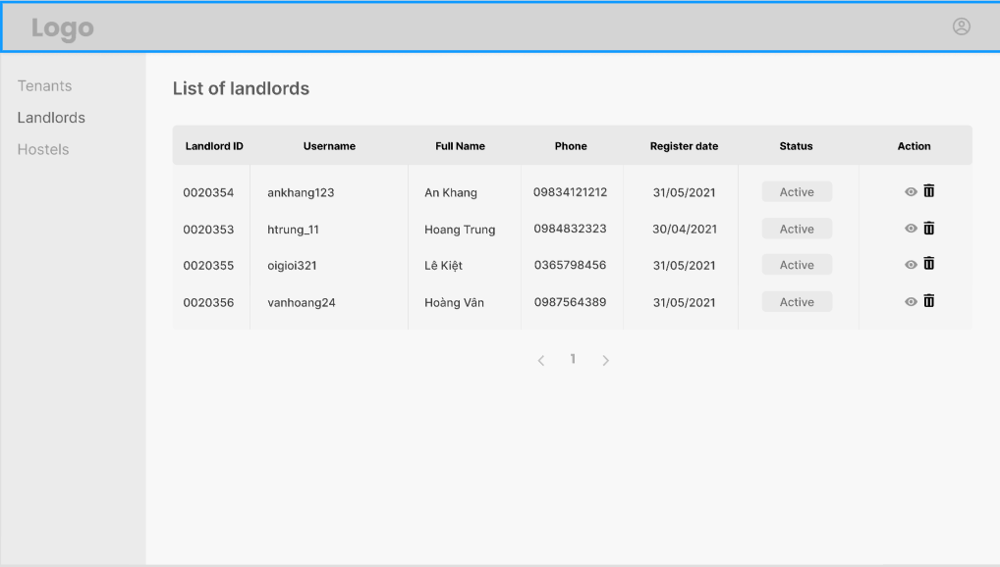 Logo
Tenants
Landlords
Hostels
List of landlords
Landlord ID Username Full Name Phone Register date Status Action
0020354 ankhang123 An Khang 09834121212 31/05/2021 Active
0020353 htrung_11 Hoang Trung 0984832323 30/04/2021 Active
0020355 oigioi321 Lê Kiệt 0365798456 31/05/2021 Active
0020356 vanhoang24 Hoàng Vân 0987564389 31/05/2021 Active
< 1 >